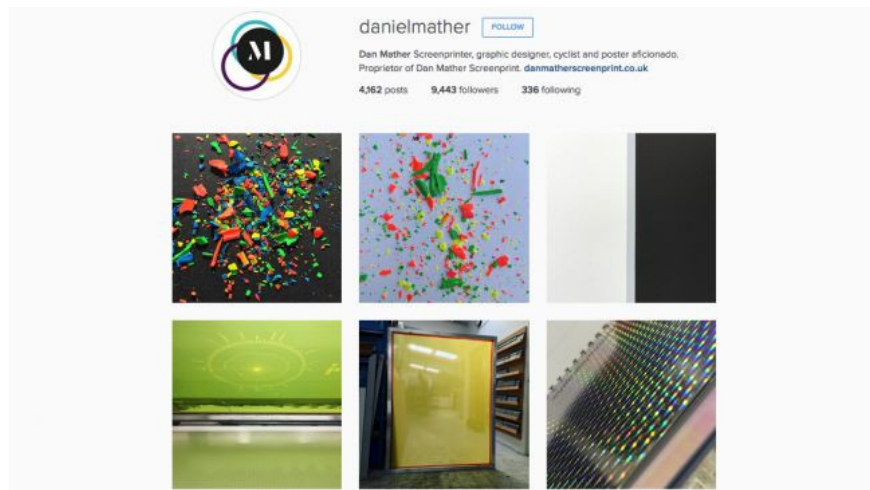 M
danielmather FOLLOW
Dan Mather Screenprinter, graphic designer, cyclist and poster aficionado.
Proprietor of Dan Mather Screenprint. danmatherscreenprint.co.uk
4,162 posts 9,443 followers 336 following